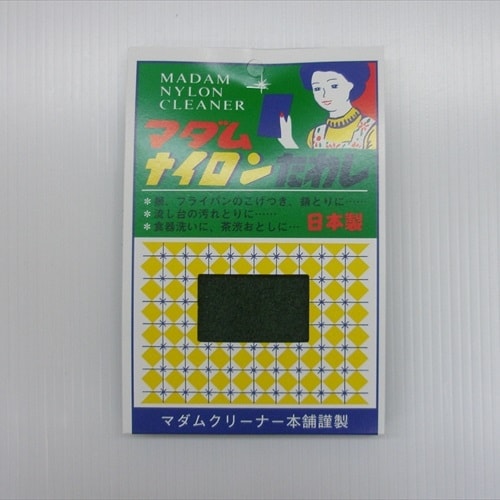 MADAM
NYLON
CLEANER
マダム
ナイロンたわし
＊鍋、フライパンのこげつき、錆とりに……
＊流し台の汚れとりに……
＊食器洗いに、茶渋おとしに…
日本製
マダムクリーナー本舗謹製